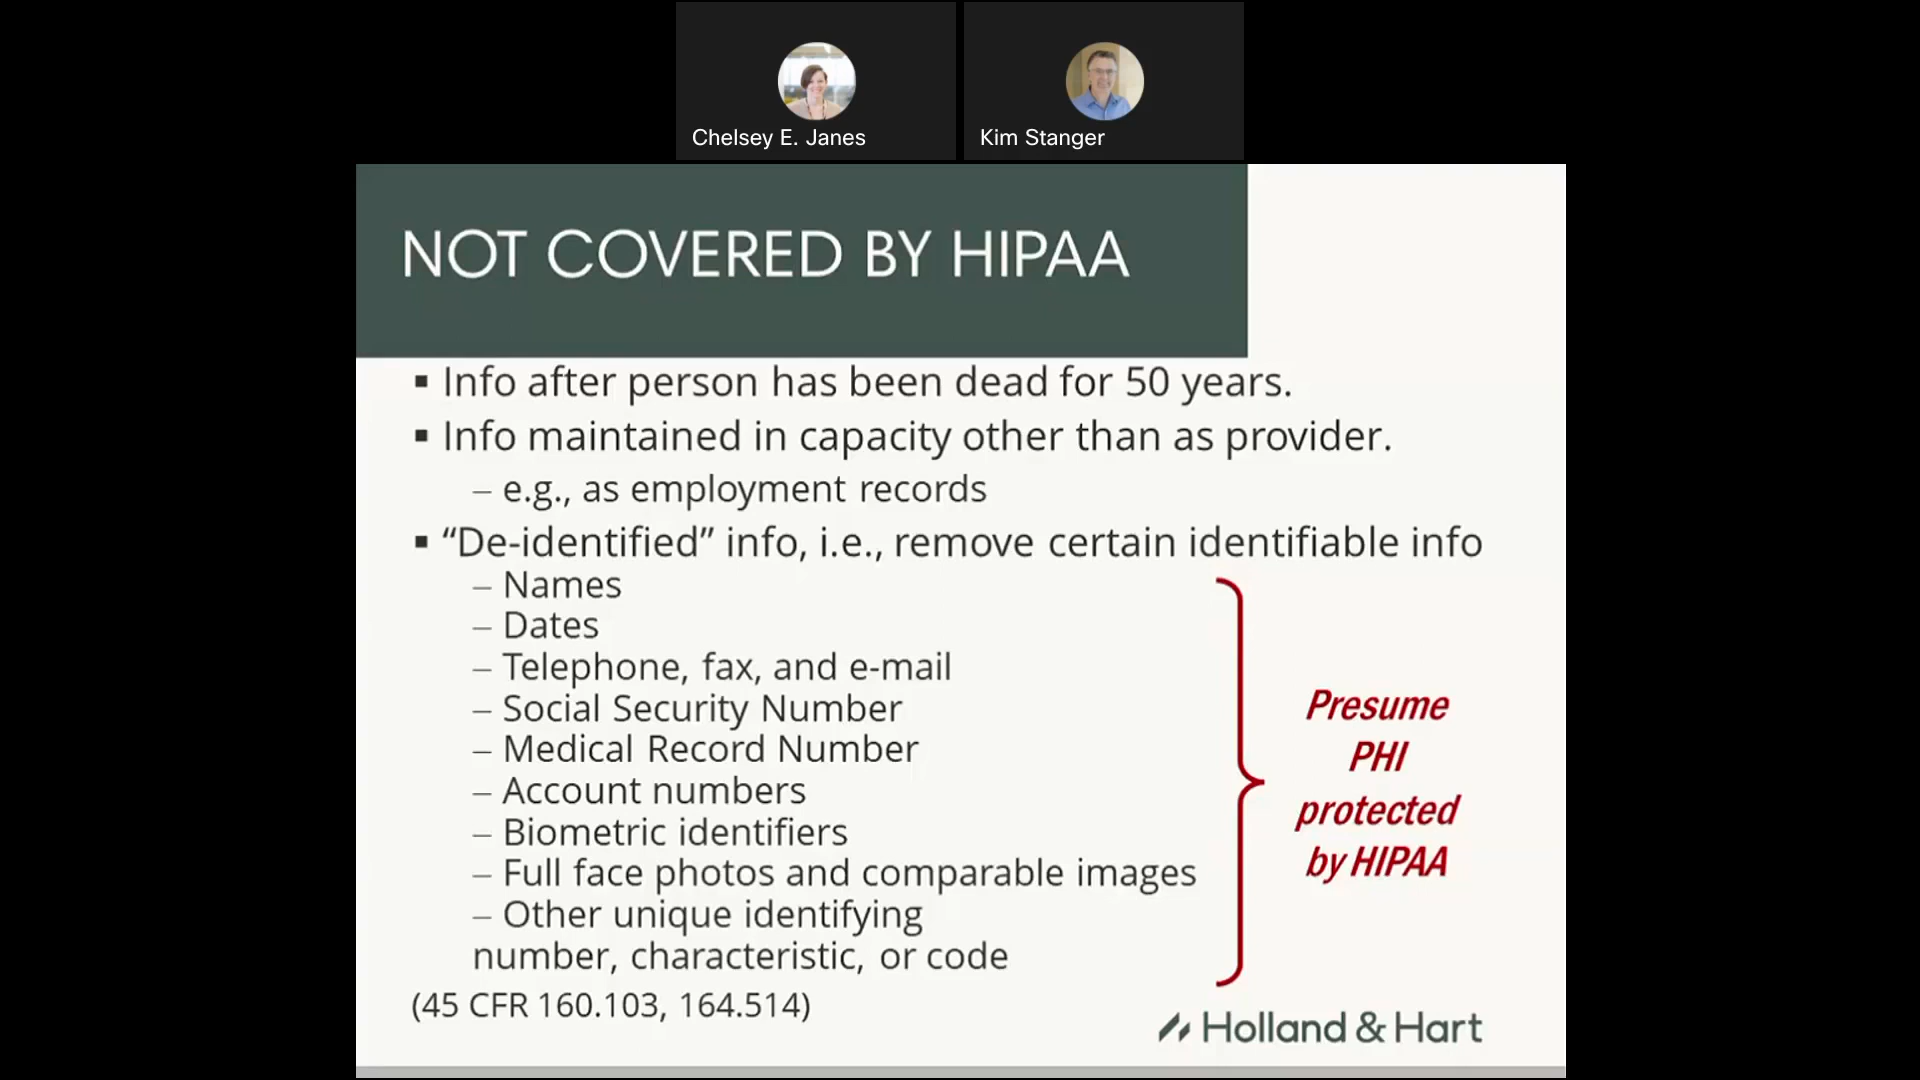 Chelsey E. Janes
Kim Stanger
NOT COVERED BY HIPAA
▪ Info after person has been dead for 50 years.
▪ Info maintained in capacity other than as provider.
– e.g., as employment records
▪ “De-identified” info, i.e., remove certain identifiable info
– Names
– Dates
– Telephone, fax, and e-mail
– Social Security Number
– Medical Record Number
– Account numbers
– Biometric identifiers
– Full face photos and comparable images
– Other unique identifying
number, characteristic, or code
(45 CFR 160.103, 164.514)
Presume
PHI
protected
by HIPAA
Holland & Hart